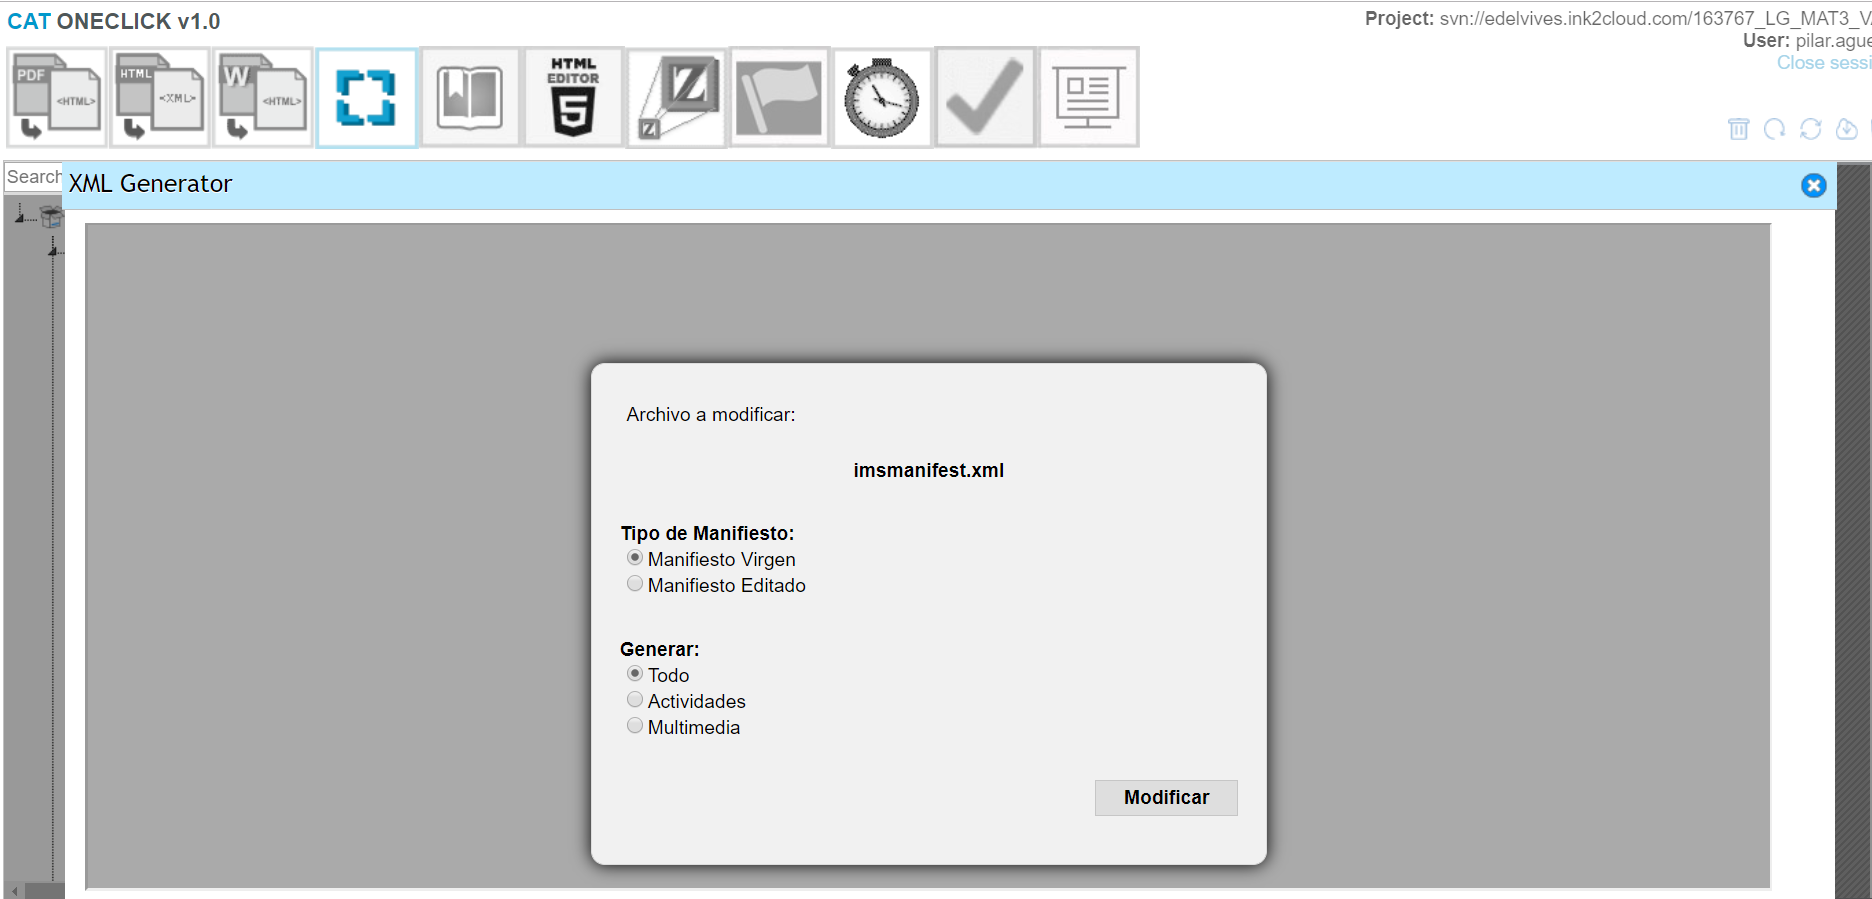 CAT ONECLICK v1.0
Project: svn://edelvives.ink2cloud.com/163767_LG_MAT3_V
User: pilar.ague
Close sessi
PDF
<HTML>
HTML
<XML>
W
<HTML>
HTML
EDITOR
5
Z
Z
Search
XML Generator
Archivo a modificar:
imsmanifest.xml
Tipo de Manifiesto:
Manifiesto Virgen
Manifiesto Editado
Generar:
Todo
Actividades
Multimedia
Modificar